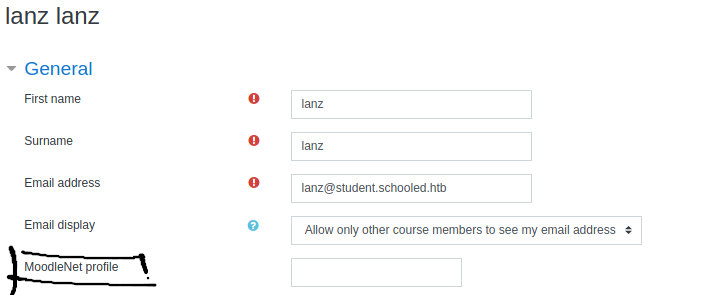 lanz lanz
General
First name lanz
Surname lanz
Email address lanz@student.schooled.htb
Email display Allow only other course members to see my email address
MoodleNet profile